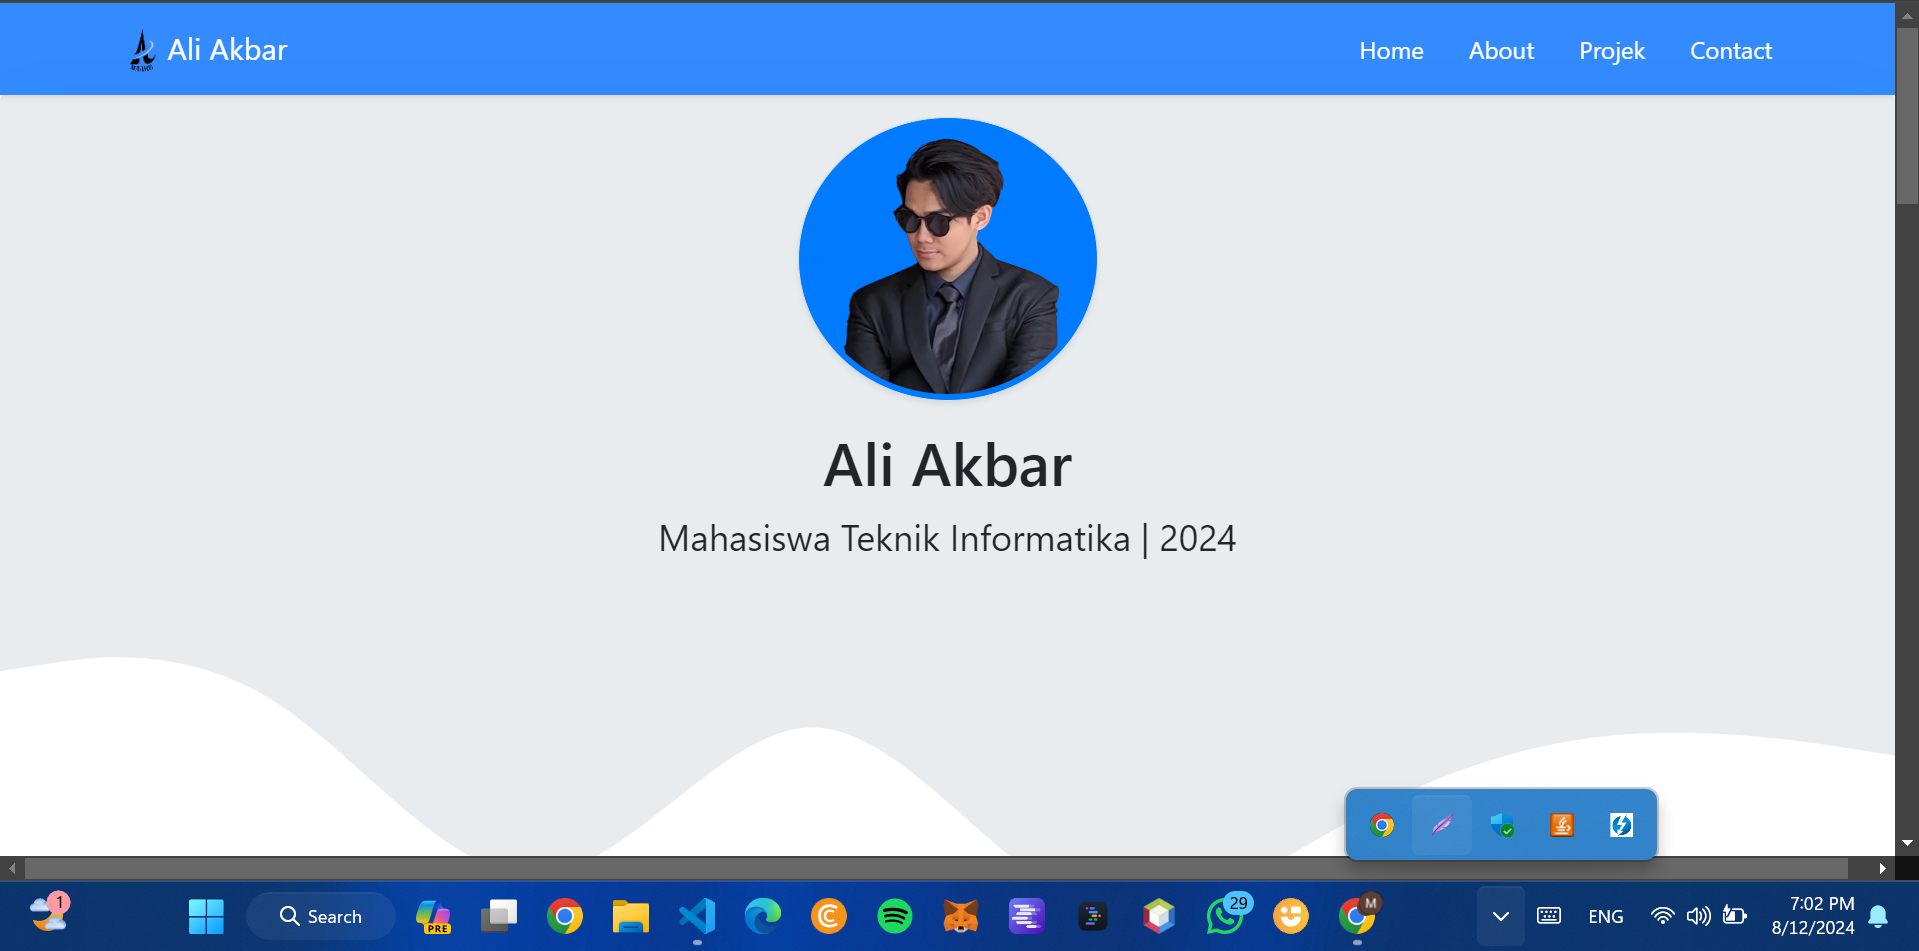 Ali Akbar
Home About Projek Contact
Ali Akbar
Mahasiswa Teknik Informatika | 2024
1
Search
PRE
29
M
ENG
7:02 PM
8/12/2024